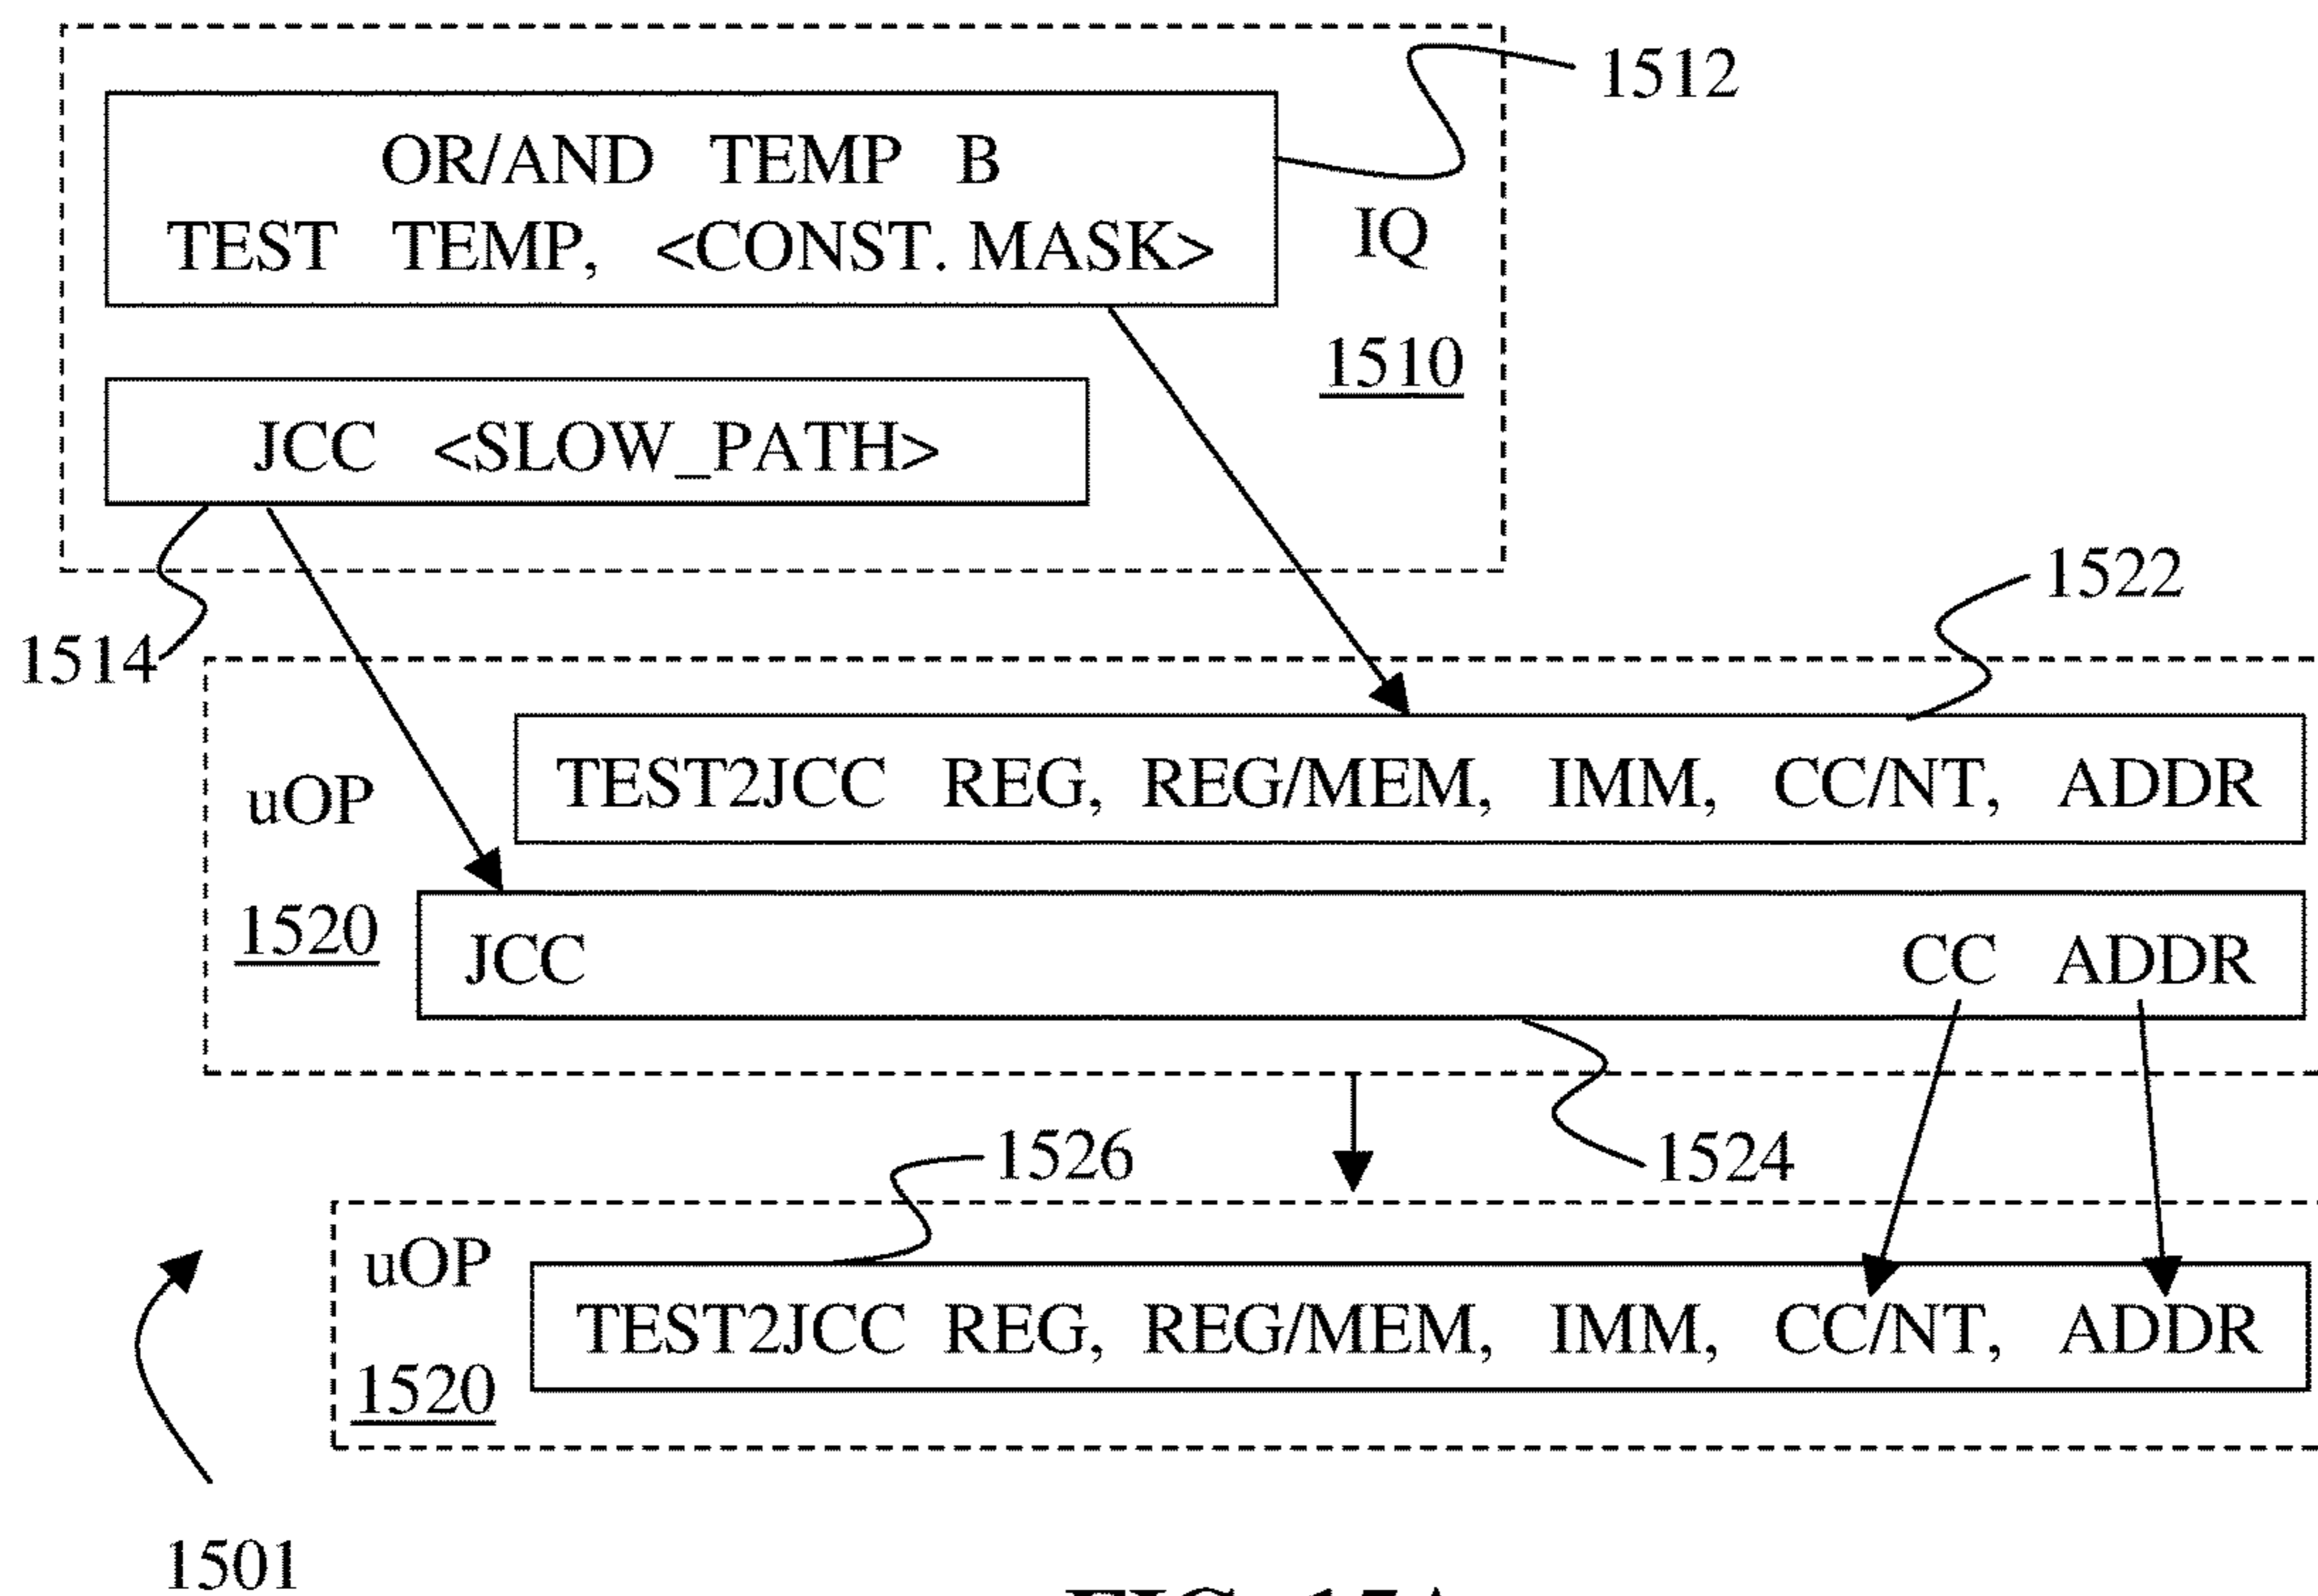 1512
OR/AND TEMP B
TEST TEMP, <CONST. MASK>
IQ
1510
JCC <SLOW_PATH>
1522
1514
uOP
TEST2JCC REG, REG/MEM, IMM, CC/NT, ADDR
1520
JCC CC ADDR
1526
1524
uOP
TEST2JCC REG, REG/MEM, IMM, CC/NT, ADDR
1520
1501